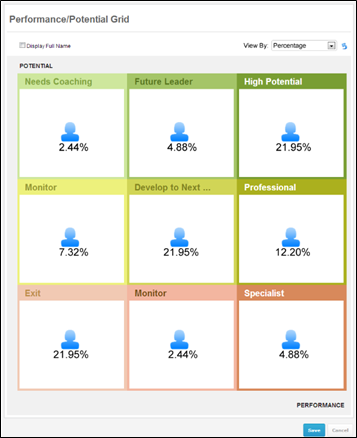 Performance/Potential Grid
Display Full Name
View By: Percentage
POTENTIAL
Needs Coaching Future Leader High Potential
2.44% 4.88% 21.95%
Monitor Develop to Next ... Professional
7.32% 21.95% 12.20%
Exit Monitor Specialist
21.95% 2.44% 4.88%
PERFORMANCE
Save Cancel